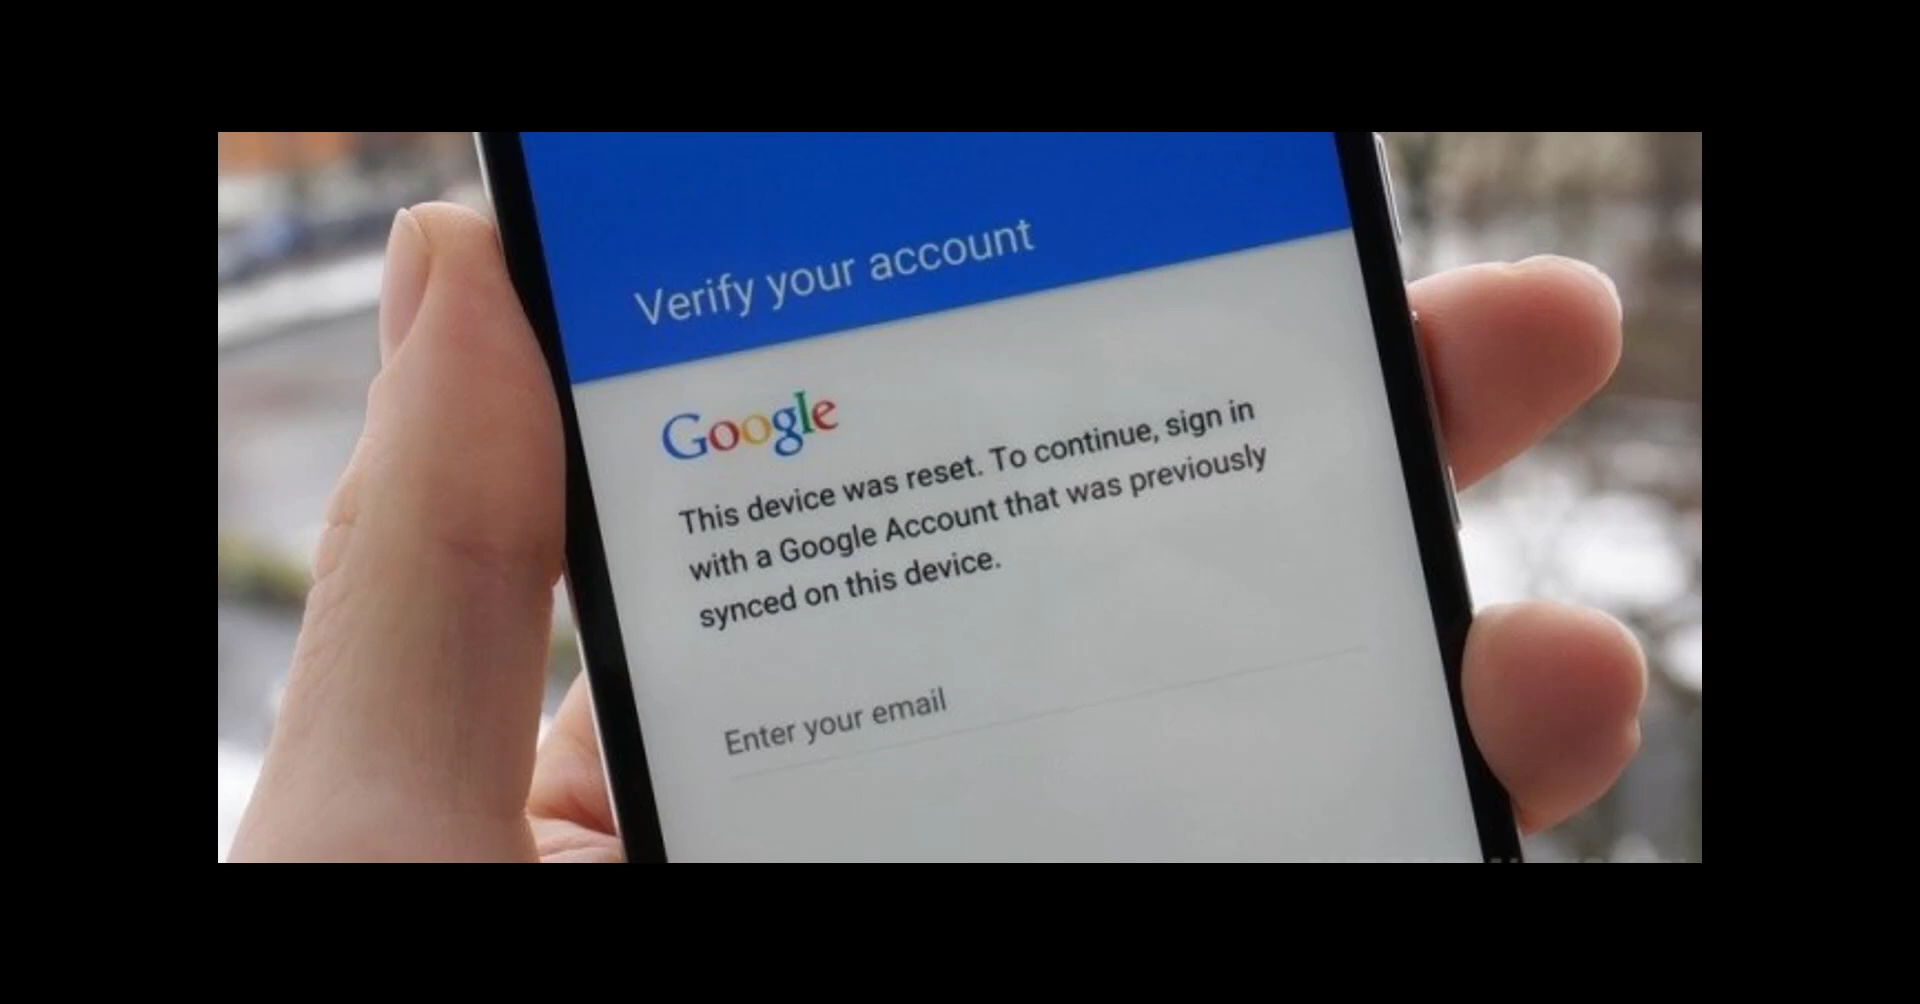 Verify your account
Google
This device was reset. To continue, sign in
with a Google Account that was previously
synced on this device.
Enter your email